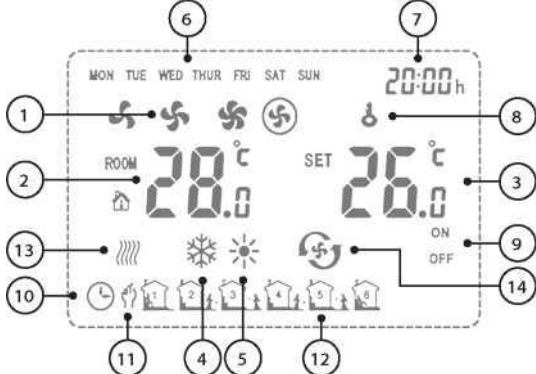 6
7
MON TUE WED THUR FRI SAT SUN
20:00 h
1
8
ROOM 28.0 °C
SET 26.0 °C
2
3
ON
OFF
13
9
14
10
1 2 3 4 5 6
11
4
5
12